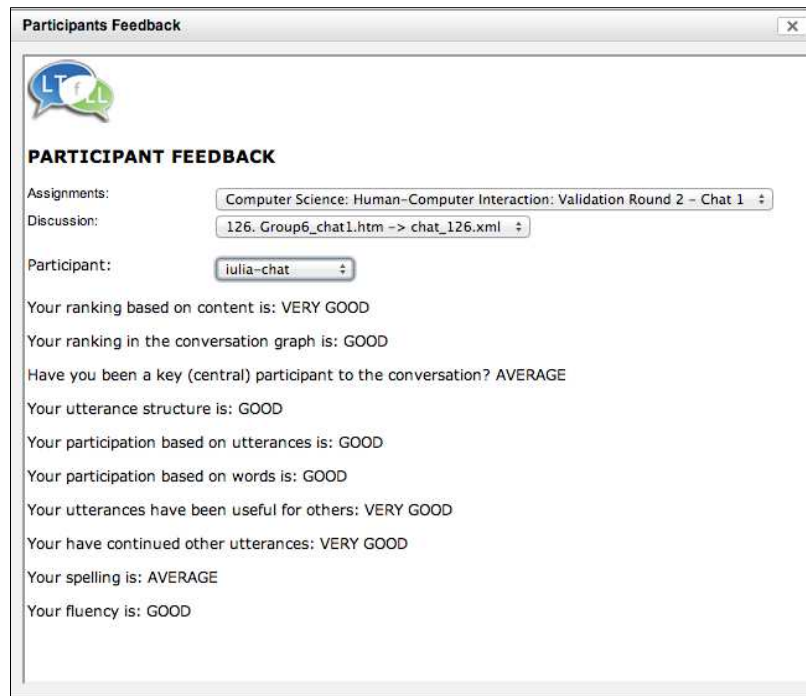 Participants Feedback
LTfLL
PARTICIPANT FEEDBACK
Assignments: Computer Science: Human-Computer Interaction: Validation Round 2 - Chat 1
Discussion: 126. Group6_chat1.htm -> chat_126.xml
Participant: iulia-chat
Your ranking based on content is: VERY GOOD
Your ranking in the conversation graph is: GOOD
Have you been a key (central) participant to the conversation? AVERAGE
Your utterance structure is: GOOD
Your participation based on utterances is: GOOD
Your participation based on words is: GOOD
Your utterances have been useful for others: VERY GOOD
Your have continued other utterances: VERY GOOD
Your spelling is: AVERAGE
Your fluency is: GOOD